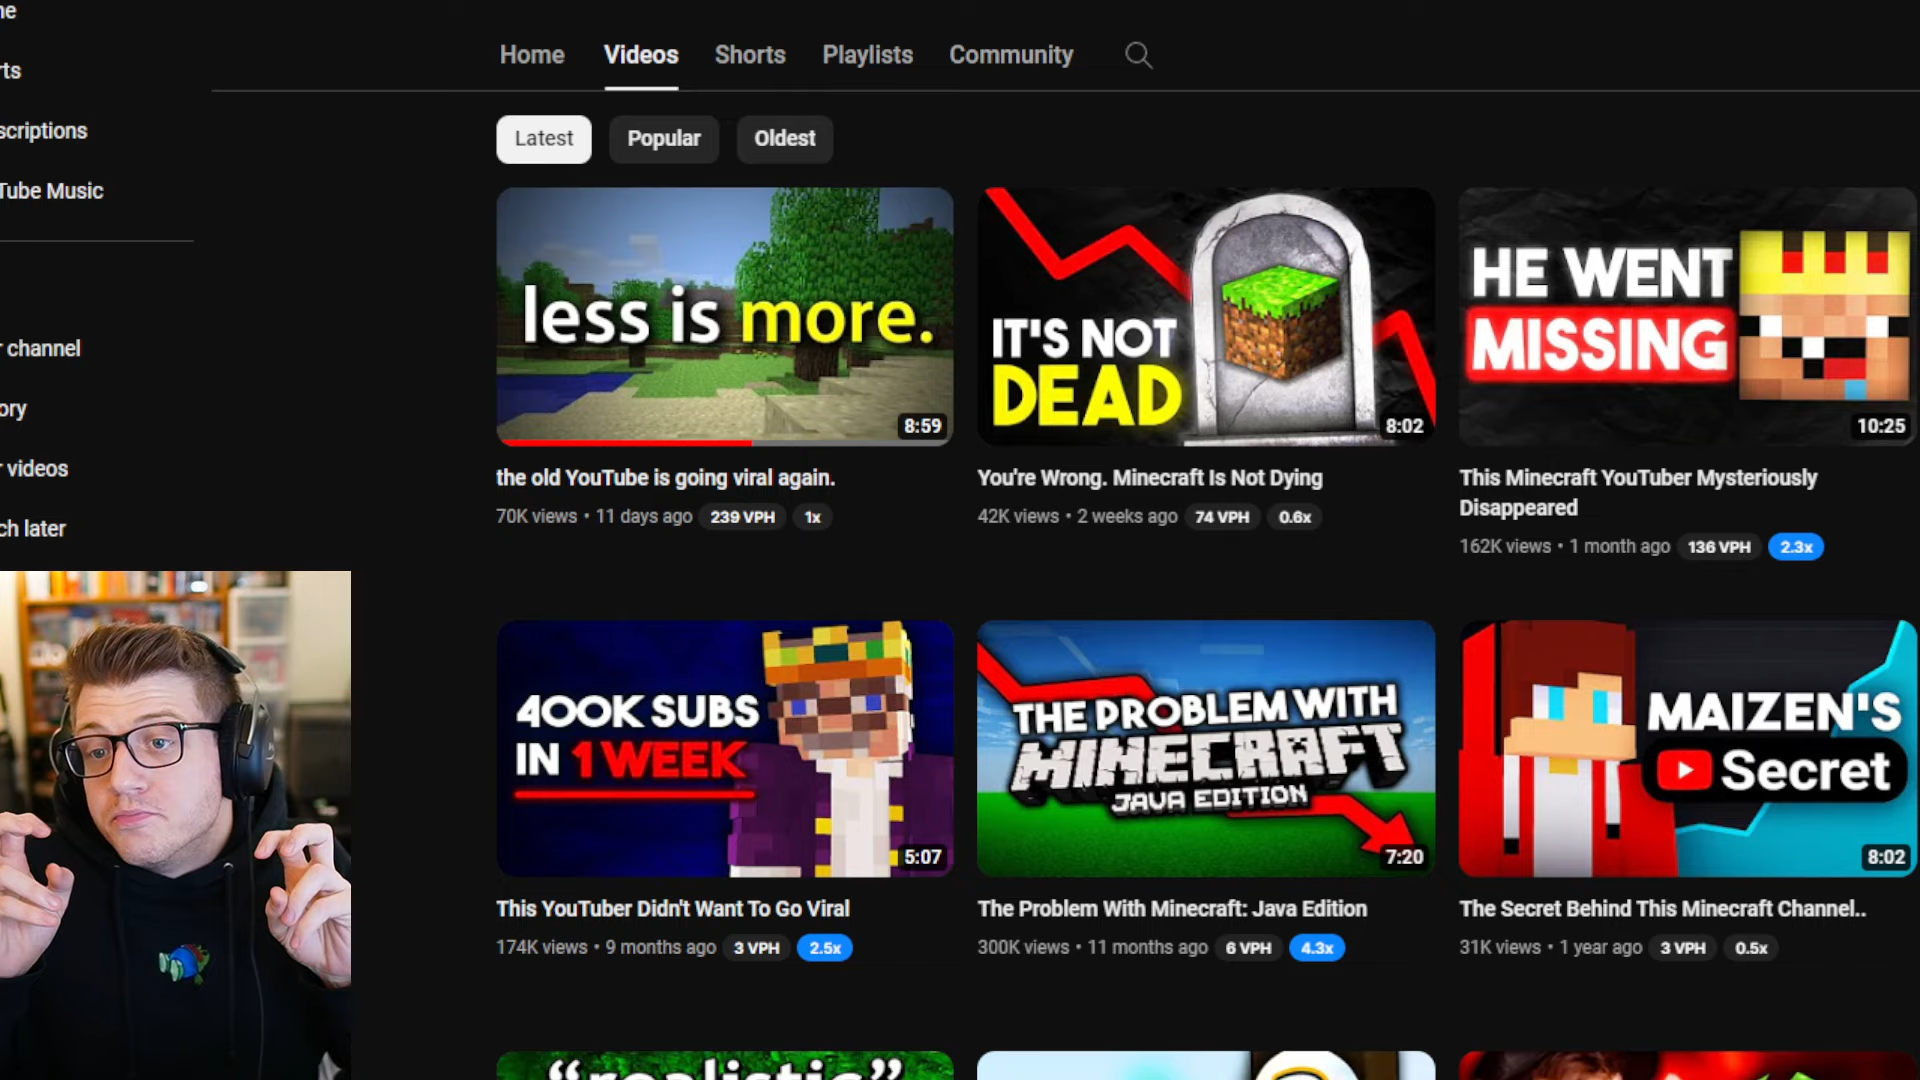 ne
Home Videos Shorts Playlists Community
rts
scriptions
Latest Popular Oldest
Tube Music
r channel
ory
r videos
ch later
less is more.
8:59
IT'S NOT
DEAD
8:02
HE WENT
MISSING
10:25
the old YouTube is going viral again.
70K views • 11 days ago 239 VPH 1x
You're Wrong. Minecraft Is Not Dying
42K views • 2 weeks ago 74 VPH 0.6x
This Minecraft YouTuber Mysteriously
Disappeared
162K views • 1 month ago 136 VPH 2.3x
400K SUBS
IN 1 WEEK
5:07
THE PROBLEM WITH
MINECRAFT
JAVA EDITION
7:20
MAIZEN'S
Secret
8:02
This YouTuber Didn't Want To Go Viral
174K views • 9 months ago 3 VPH 2.5x
The Problem With Minecraft: Java Edition
300K views • 11 months ago 6 VPH 4.3x
The Secret Behind This Minecraft Channel..
31K views • 1 year ago 3 VPH 0.5x
“realistic”